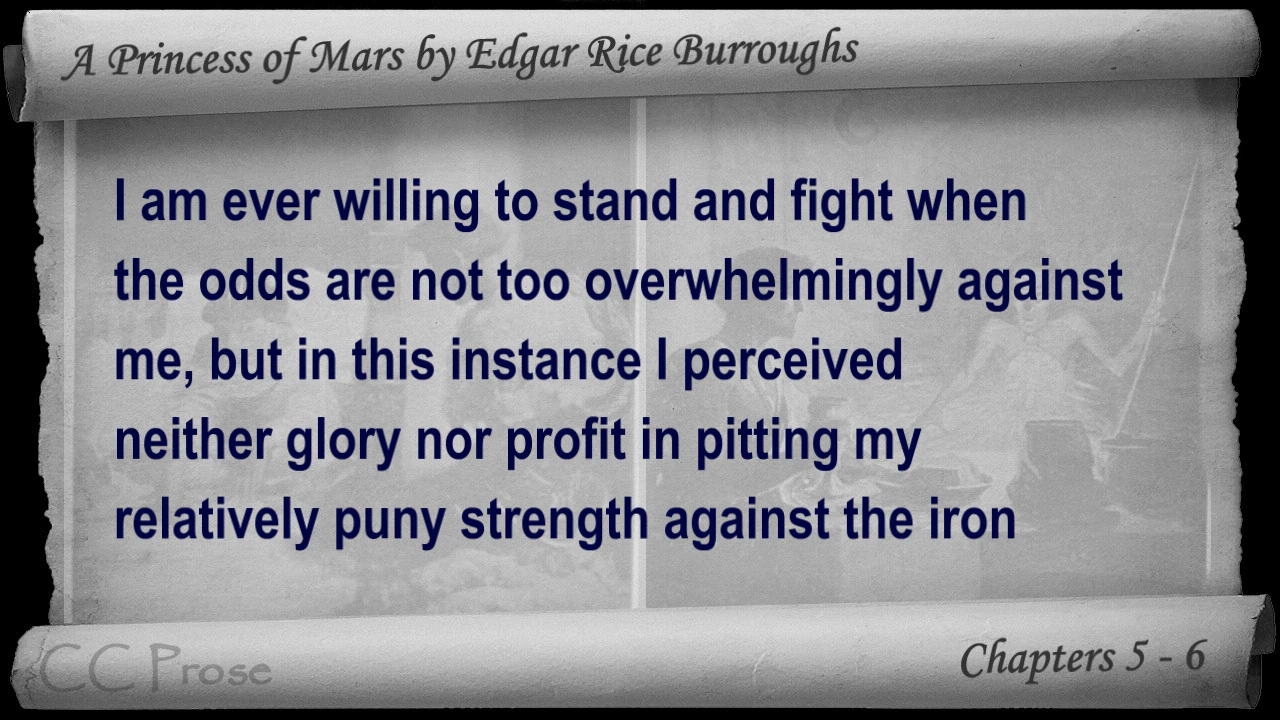 A Princess of Mars by Edgar Rice Burroughs
I am ever willing to stand and fight when
the odds are not too overwhelmingly against
me, but in this instance I perceived
neither glory nor profit in pitting my
relatively puny strength against the iron
CC Prose
Chapters 5 - 6